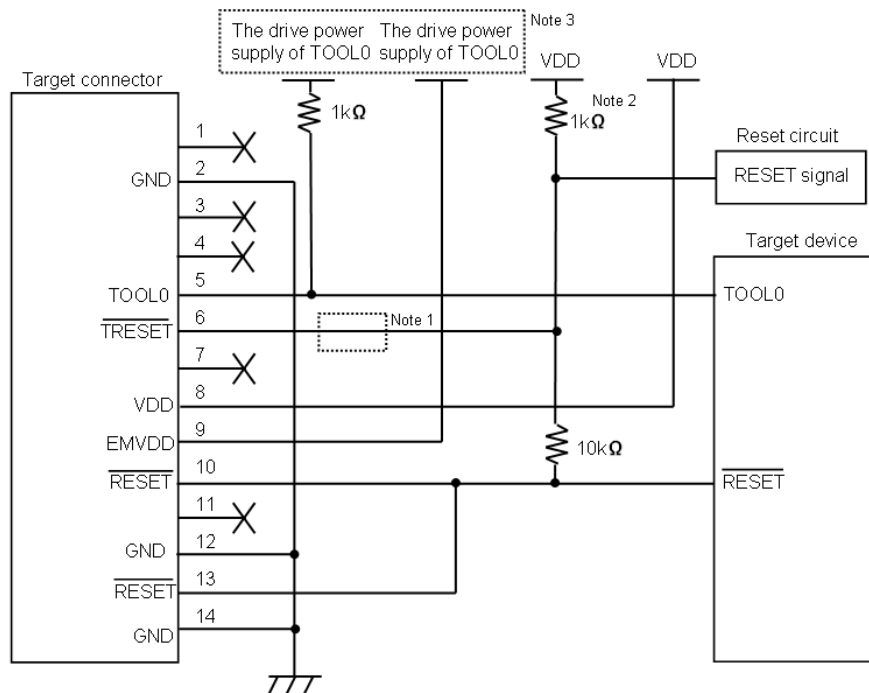 The drive power
supply of TOOL0
The drive power
supply of TOOL0
Note 3
VDD
VDD
Target connector
1kΩ
Note 2
1kΩ
Reset circuit
RESET signal
1
GND
2
3
4
Target device
5
TOOL0
TOOL0
6
TRESET
Note 1
7
8
VDD
9
EMVDD
10kΩ
10
RESET
RESET
11
12
GND
13
RESET
14
GND